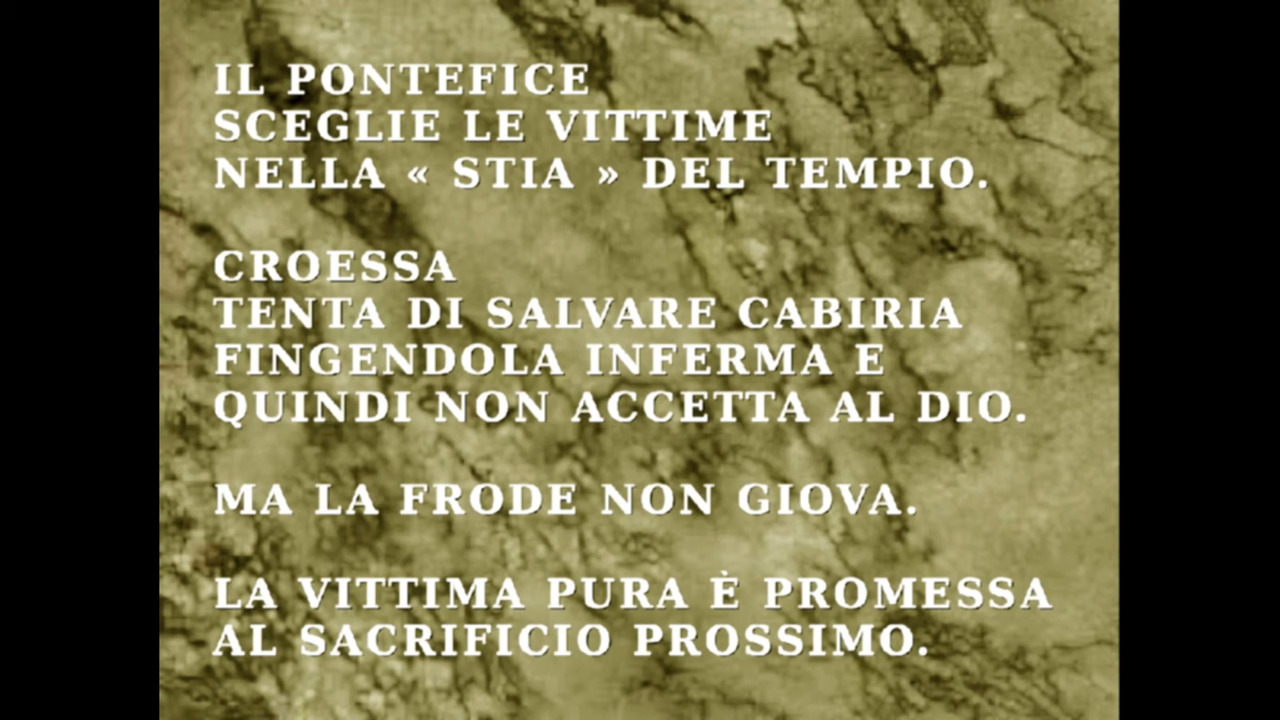 IL PONTEFICE
SCEGLIE LE VITTIME
NELLA « STIA » DEL TEMPIO.
CROESSA
TENTA DI SALVARE CABIRIA
FINGENDOLA INFERMA E
QUINDI NON ACCETTA AL DIO.
MA LA FRODE NON GIOVA.
LA VITTIMA PURA È PROMESSA
AL SACRIFICIO PROSSIMO.